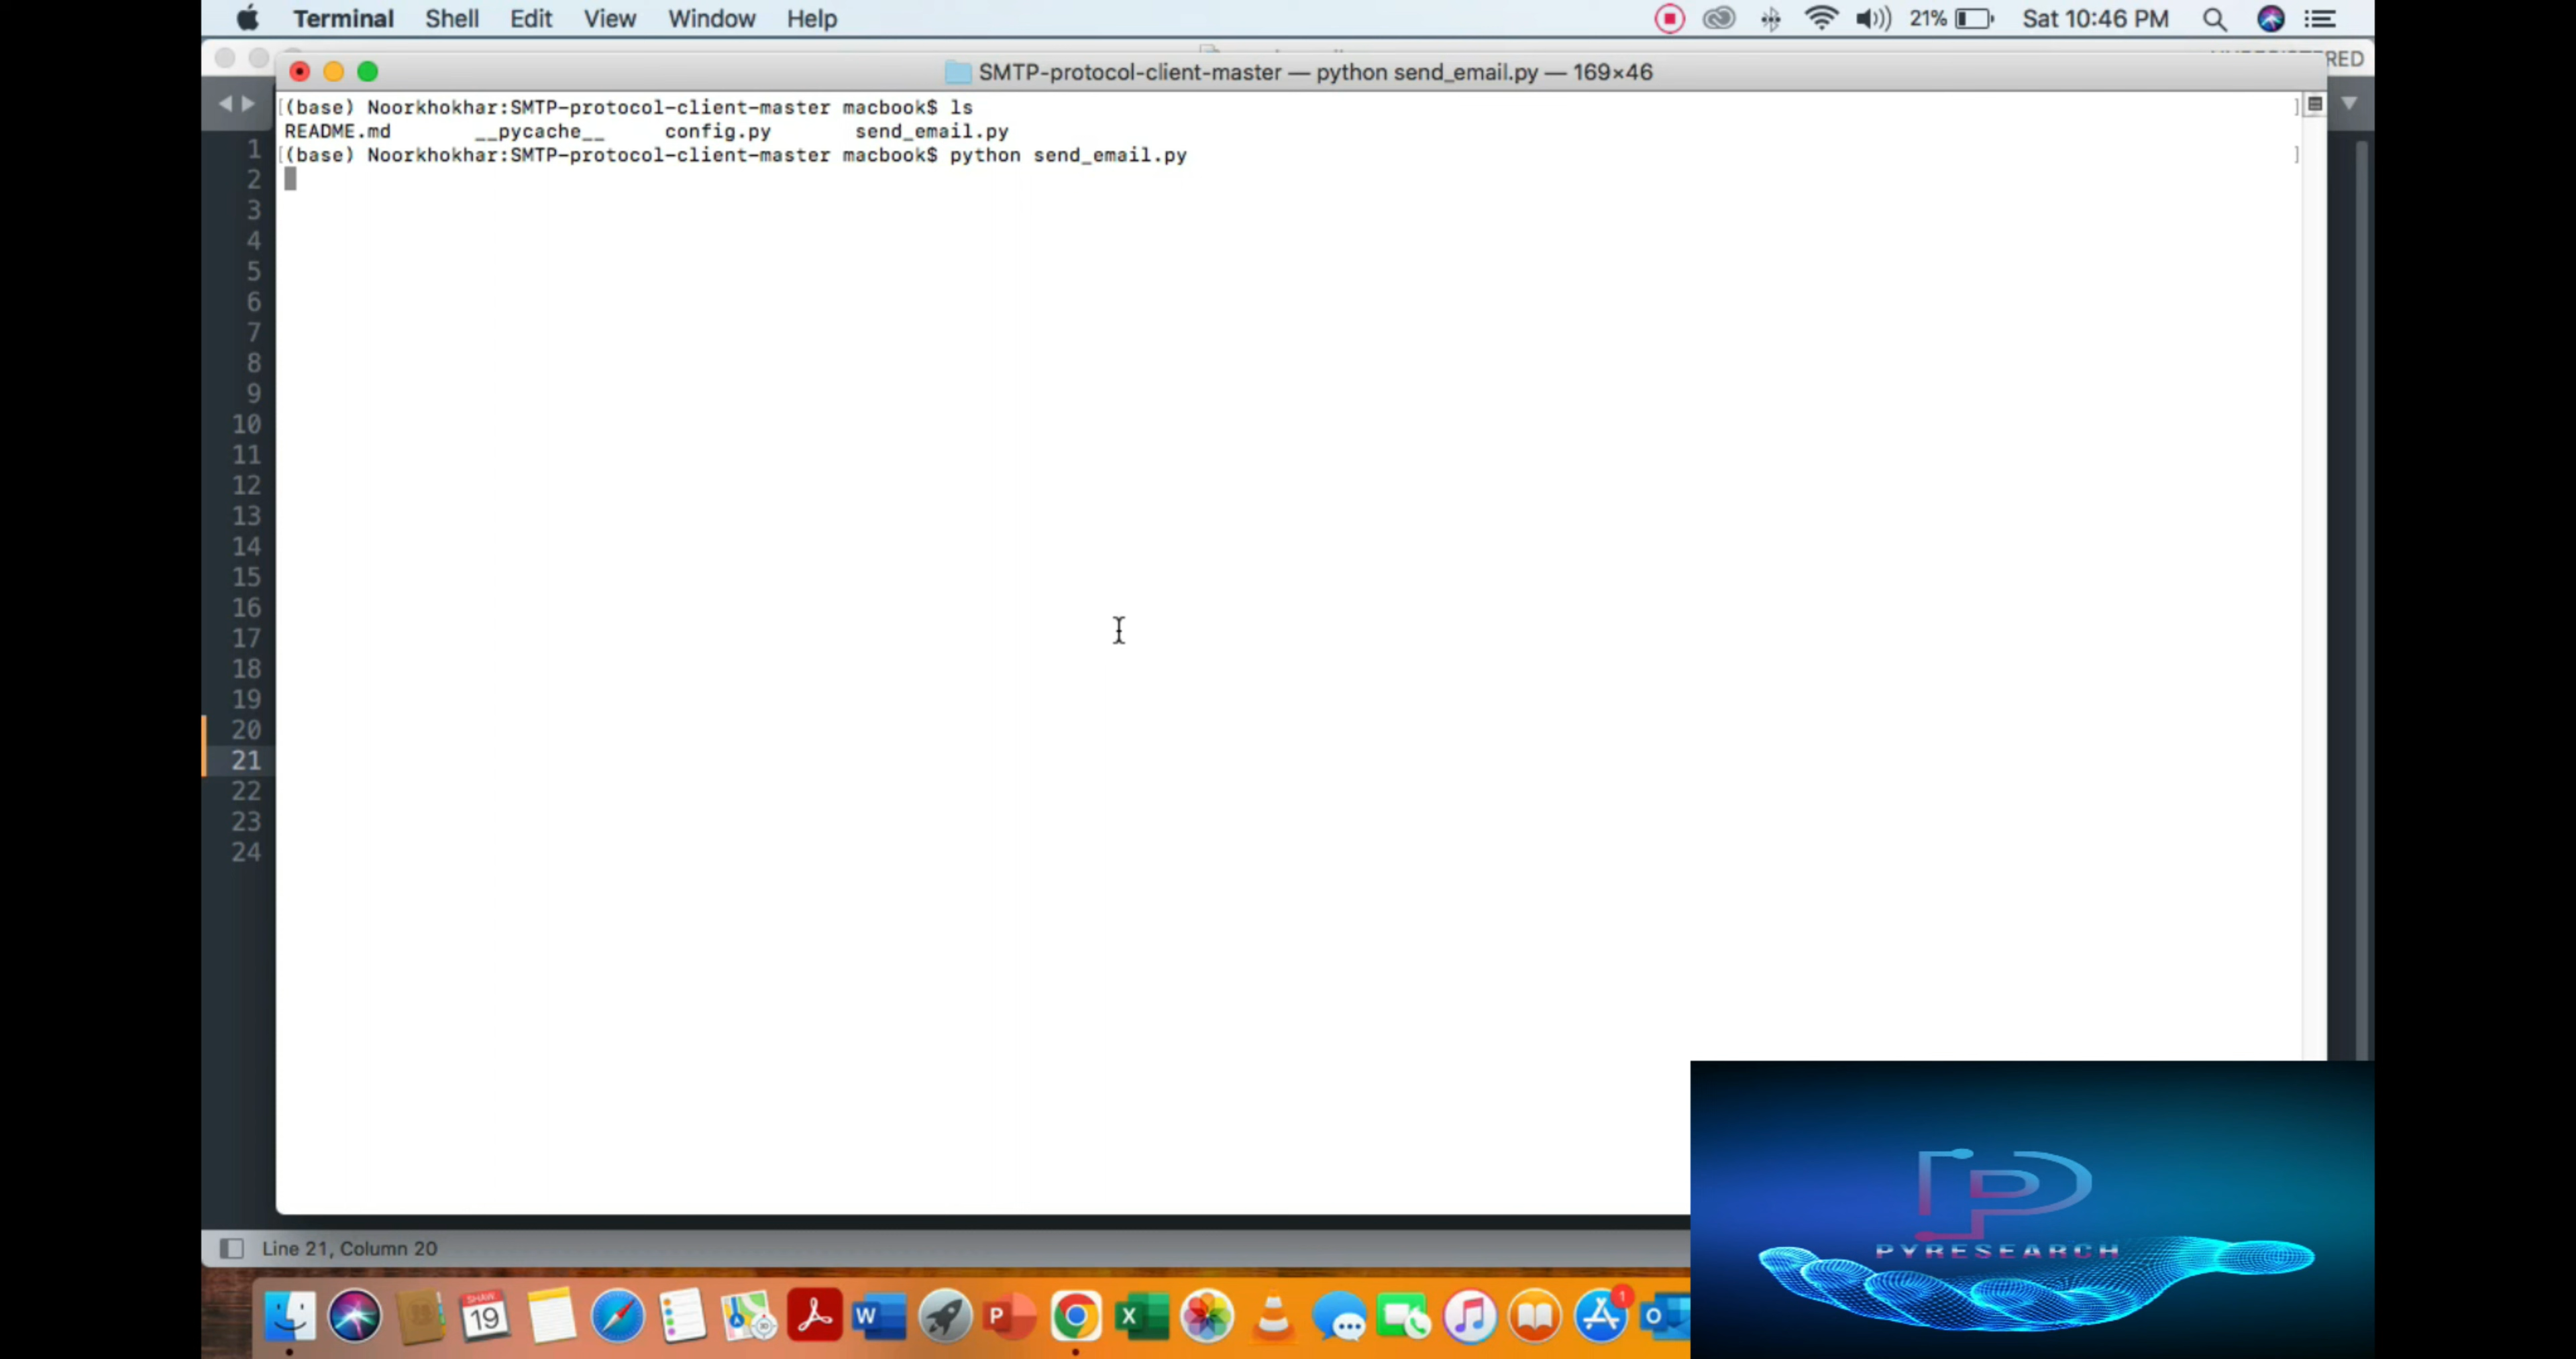 Terminal Shell Edit View Window Help 21% Sat 10:46 PM
RED
SMTP-protocol-client-master — python send_email.py — 169×46
[(base) Noorkhokhar:SMTP-protocol-client-master macbook$ ls ]
README.md __pycache__ config.py send_email.py
[(base) Noorkhokhar:SMTP-protocol-client-master macbook$ python send_email.py ]
1
2
3
4
5
6
7
8
9
10
11
12
13
14
15
16
17
18
19
20
21
22
23
24
PYRESEARCH
Line 21, Column 20
SHAW
19
W
P
X
1
O